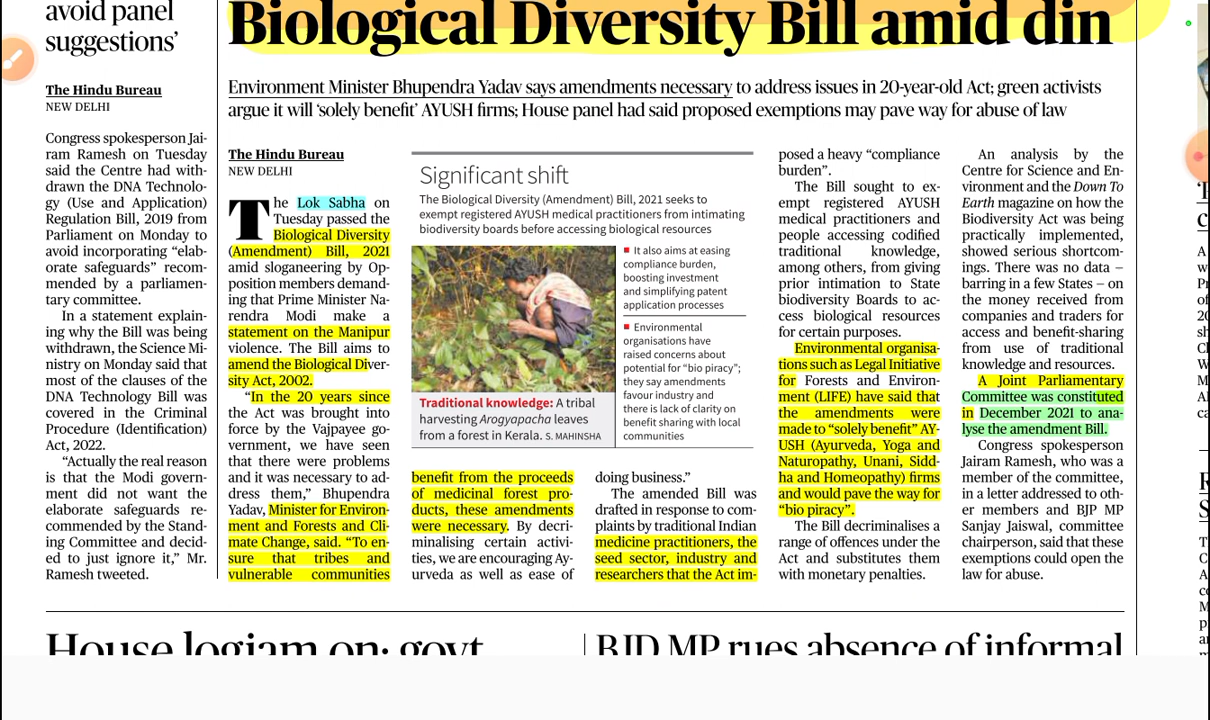 avoid panel
suggestions’
The Hindu Bureau
NEW DELHI
Congress spokesperson Jai-
ram Ramesh on Tuesday
said the Centre had with-
drawn the DNA Technolo-
gy (Use and Application)
Regulation Bill, 2019 from
Parliament on Monday to
avoid incorporating “elab-
orate safeguards” recom-
mended by a parliamen-
tary committee.
In a statement explain-
ing why the Bill was being
withdrawn, the Science Mi-
nistry on Monday said that
most of the clauses of the
DNA Technology Bill was
covered in the Criminal
Procedure (Identification)
Act, 2022.
“Actually the real reason
is that the Modi govern-
ment did not want the
elaborate safeguards re-
commended by the Stand-
ing Committee and decid-
ed to just ignore it,” Mr.
Ramesh tweeted.
Biological Diversity Bill amid din
Environment Minister Bhupendra Yadav says amendments necessary to address issues in 20-year-old Act; green activists
argue it will ‘solely benefit’ AYUSH firms; House panel had said proposed exemptions may pave way for abuse of law
The Hindu Bureau
NEW DELHI
The Lok Sabha on
Tuesday passed the
Biological Diversity
(Amendment) Bill, 2021
amid sloganeering by Op-
position members demand-
ing that Prime Minister Na-
rendra Modi make a
statement on the Manipur
violence. The Bill aims to
amend the Biological Diver-
sity Act, 2002.
“In the 20 years since
the Act was brought into
force by the Vajpayee go-
vernment, we have seen
that there were problems
and it was necessary to ad-
dress them,” Bhupendra
Yadav, Minister for Environ-
ment and Forests and Cli-
mate Change, said. “To en-
sure that tribes and
vulnerable communities
Significant shift
The Biological Diversity (Amendment) Bill, 2021 seeks to
exempt registered AYUSH medical practitioners from intimating
biodiversity boards before accessing biological resources
It also aims at easing
compliance burden,
boosting investment
and simplifying patent
application processes
Environmental
organisations have
raised concerns about
potential for “bio piracy”;
they say amendments
favour industry and
there is lack of clarity on
benefit sharing with local
communities
Traditional knowledge: A tribal
harvesting Arogyapacha leaves
from a forest in Kerala. S. MAHINSHA
benefit from the proceeds
of medicinal forest pro-
ducts, these amendments
were necessary. By decri-
minalising certain activi-
ties, we are encouraging Ay-
urveda as well as ease of
doing business.”
The amended Bill was
drafted in response to com-
plaints by traditional Indian
medicine practitioners, the
seed sector, industry and
researchers that the Act im-
posed a heavy “compliance
burden”.
The Bill sought to ex-
empt registered AYUSH
medical practitioners and
people accessing codified
traditional knowledge,
among others, from giving
prior intimation to State
biodiversity Boards to ac-
cess biological resources
for certain purposes.
Environmental organisa-
tions such as Legal Initiative
for Forests and Environ-
ment (LIFE) have said that
the amendments were
made to “solely benefit” AY-
USH (Ayurveda, Yoga and
Naturopathy, Unani, Sidd-
ha and Homeopathy) firms
and would pave the way for
“bio piracy”.
The Bill decriminalises a
range of offences under the
Act and substitutes them
with monetary penalties.
An analysis by the
Centre for Science and En-
vironment and the Down To
Earth magazine on how the
Biodiversity Act was being
practically implemented,
showed serious shortcom-
ings. There was no data –
barring in a few States – on
the money received from
companies and traders for
access and benefit-sharing
from use of traditional
knowledge and resources.
A Joint Parliamentary
Committee was constituted
in December 2021 to ana-
lyse the amendment Bill.
Congress spokesperson
Jairam Ramesh, who was a
member of the committee,
in a letter addressed to oth-
er members and BJP MP
Sanjay Jaiswal, committee
chairperson, said that these
exemptions could open the
law for abuse.
House logjam on: govt
BJD MP rues absence of informal